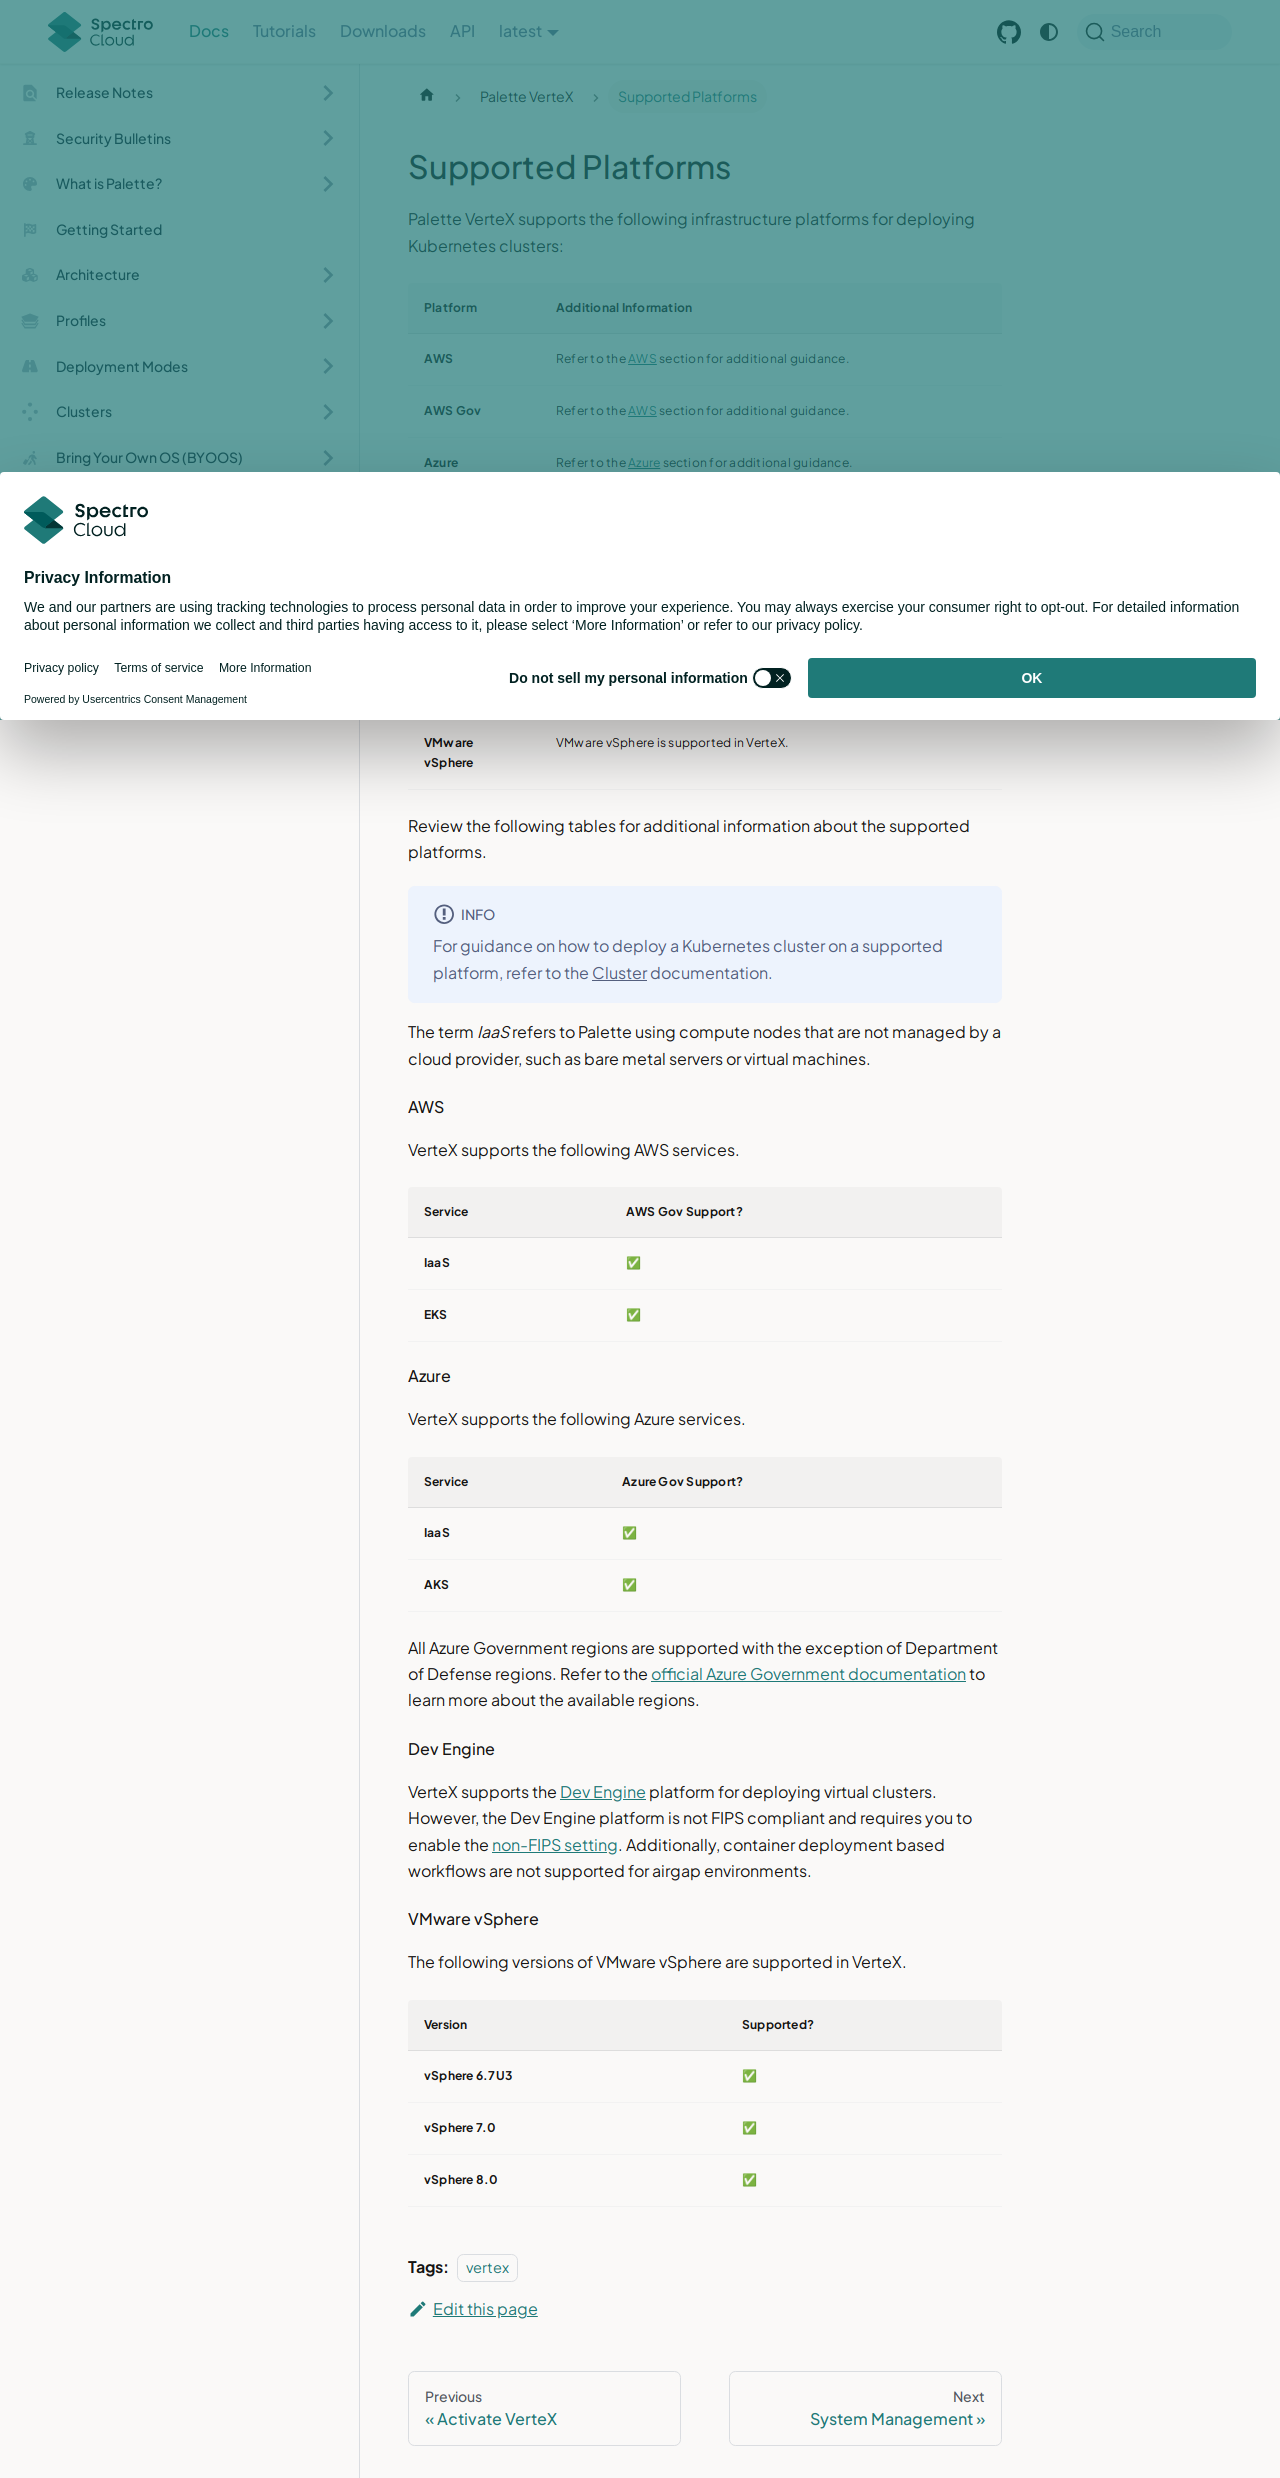 Spectro Cloud
Docs Tutorials Downloads API latest Search
Release Notes
Security Bulletins
What is Palette?
Getting Started
Architecture
Profiles
Deployment Modes
Clusters
Bring Your Own OS (BYOOS)
Palette VerteX Supported Platforms
Supported Platforms
Palette VerteX supports the following infrastructure platforms for deploying
Kubernetes clusters:
Platform Additional Information
AWS Refer to the AWS section for additional guidance.
AWS Gov Refer to the AWS section for additional guidance.
Azure Refer to the Azure section for additional guidance.
Spectro
Cloud
Privacy Information
We and our partners are using tracking technologies to process personal data in order to improve your experience. You may always exercise your consumer right to opt-out. For detailed information
about personal information we collect and third parties having access to it, please select ‘More Information’ or refer to our privacy policy.
Privacy policy Terms of service More Information
Do not sell my personal information OK
Powered by Usercentrics Consent Management
VMware VMware vSphere is supported in VerteX.
vSphere
Review the following tables for additional information about the supported
platforms.
INFO
For guidance on how to deploy a Kubernetes cluster on a supported
platform, refer to the Cluster documentation.
The term IaaS refers to Palette using compute nodes that are not managed by a
cloud provider, such as bare metal servers or virtual machines.
AWS
VerteX supports the following AWS services.
Service AWS Gov Support?
IaaS ✅
EKS ✅
Azure
VerteX supports the following Azure services.
Service Azure Gov Support?
IaaS ✅
AKS ✅
All Azure Government regions are supported with the exception of Department
of Defense regions. Refer to the official Azure Government documentation to
learn more about the available regions.
Dev Engine
VerteX supports the Dev Engine platform for deploying virtual clusters.
However, the Dev Engine platform is not FIPS compliant and requires you to
enable the non-FIPS setting. Additionally, container deployment based
workflows are not supported for airgap environments.
VMware vSphere
The following versions of VMware vSphere are supported in VerteX.
Version Supported?
vSphere 6.7U3 ✅
vSphere 7.0 ✅
vSphere 8.0 ✅
Tags: vertex
Edit this page
Previous
« Activate VerteX
Next
System Management »